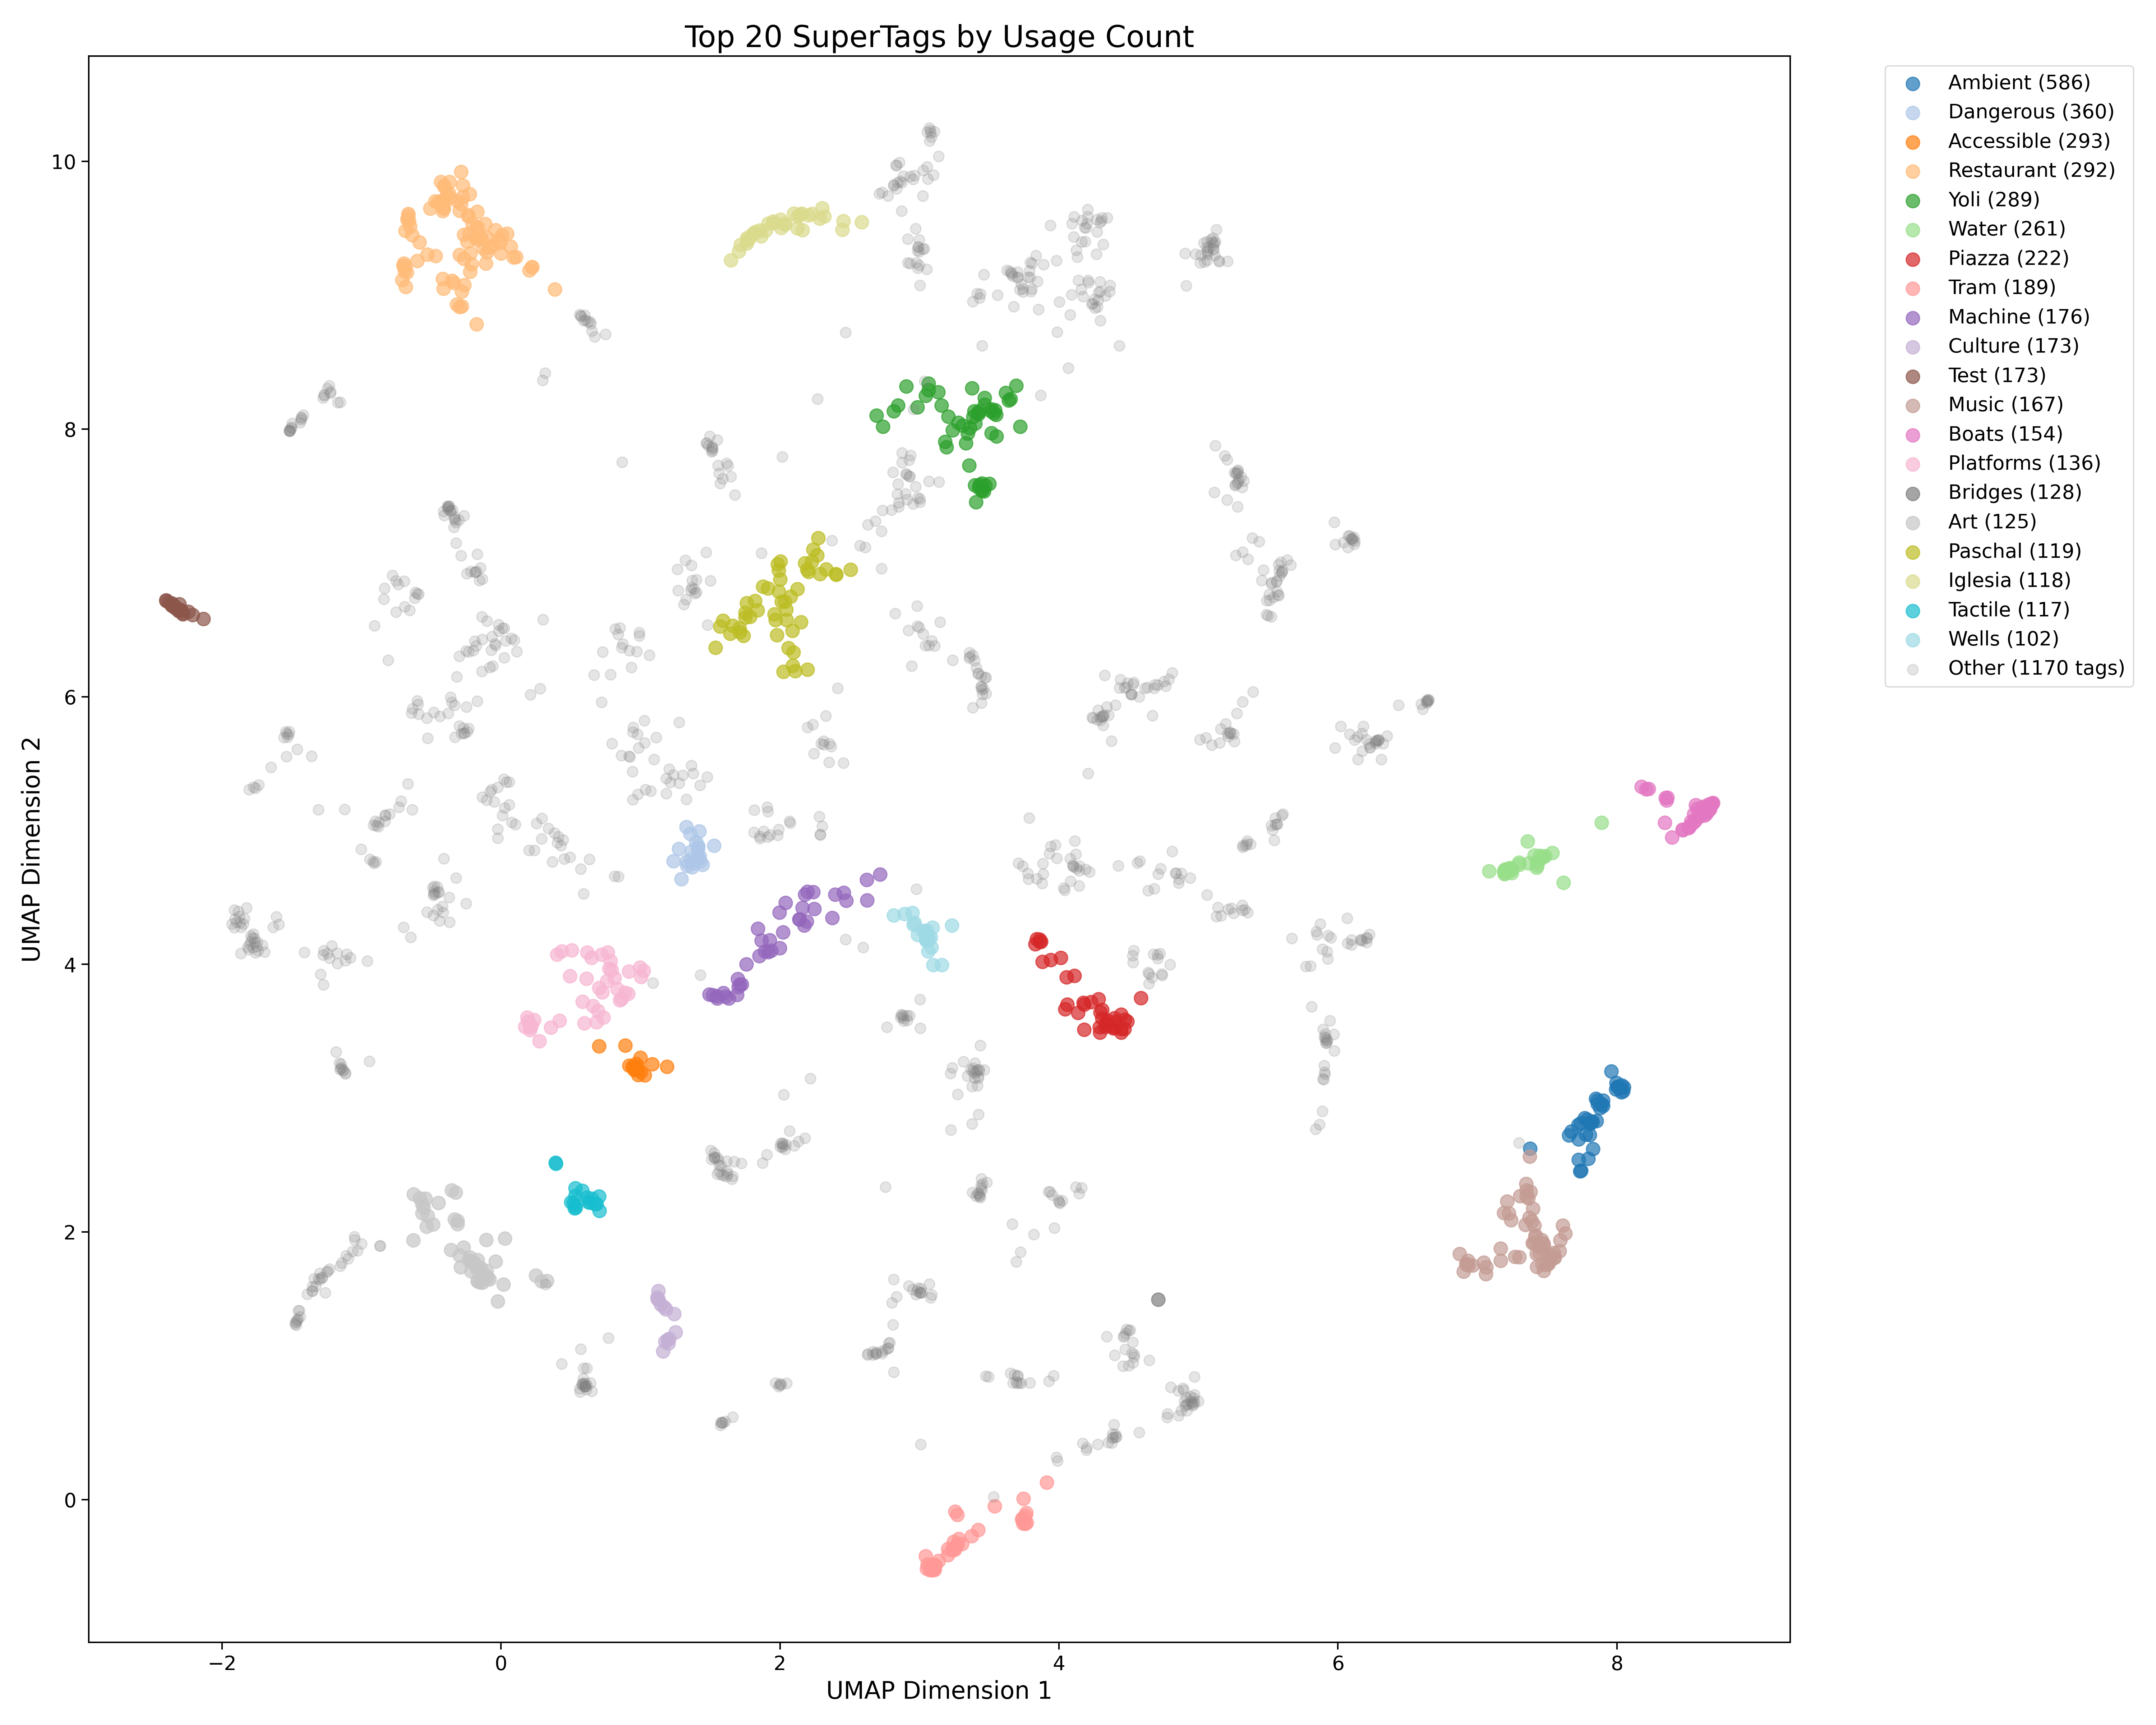 Top 20 SuperTags by Usage Count
Ambient (586)
Dangerous (360)
Accessible (293)
Restaurant (292)
Yoli (289)
Water (261)
Piazza (222)
Tram (189)
Machine (176)
Culture (173)
Test (173)
Music (167)
Boats (154)
Platforms (136)
Bridges (128)
Art (125)
Paschal (119)
Iglesia (118)
Tactile (117)
Wells (102)
Other (1170 tags)
UMAP Dimension 2
10
8
6
4
2
0
−2 0 2 4 6 8
UMAP Dimension 1